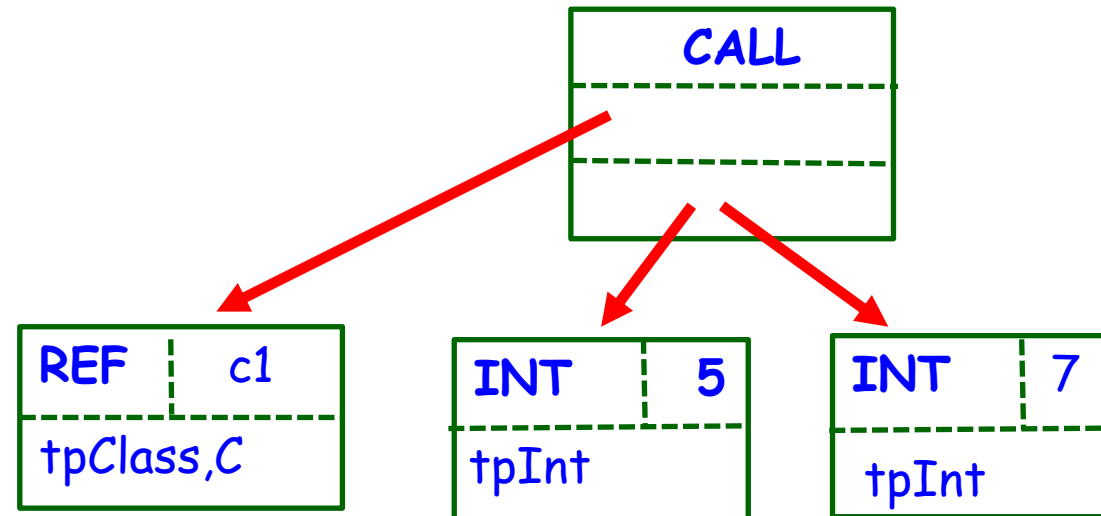 CALL
REF c1
tpClass,C
INT 5
tpInt
INT 7
tpInt